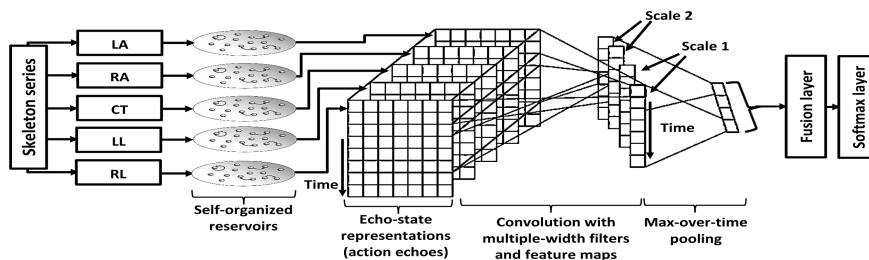 Skeleton series
LA
RA
CT
LL
RL
Time
Scale 2
Scale 1
Time
Fusion layer
Softmax layer
Self-organized
reservoirs
Echo-state
representations
(action echoes)
Convolution with
multiple-width filters
and feature maps
Max-over-time
pooling